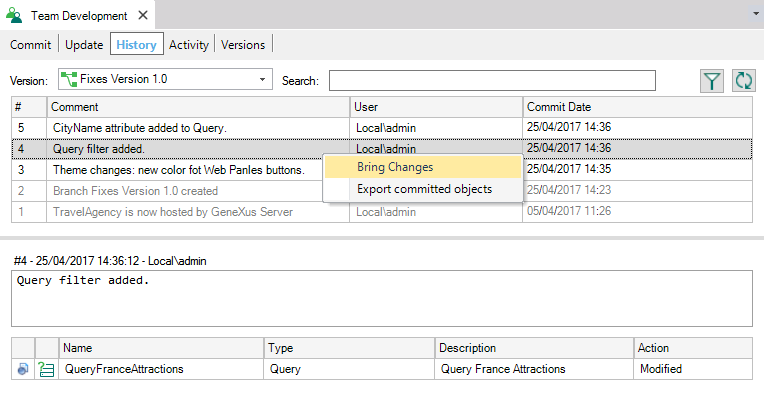 Team Development
Commit Update History Activity Versions
Version: Fixes Version 1.0 Search:
# Comment User Commit Date
5 CityName attribute added to Query. Local\admin 25/04/2017 14:36
4 Query filter added. Local\admin 25/04/2017 14:36
3 Theme changes: new color fot Web Panles buttons. 25/04/2017 14:35
Bring Changes
2 Branch Fixes Version 1.0 created 25/04/2017 14:23
Export committed objects
1 TravelAgency is now hosted by GeneXus Server 05/04/2017 11:26
#4 - 25/04/2017 14:36:12 - Local\admin
Query filter added.
Name Type Description Action
QueryFranceAttractions Query Query France Attractions Modified